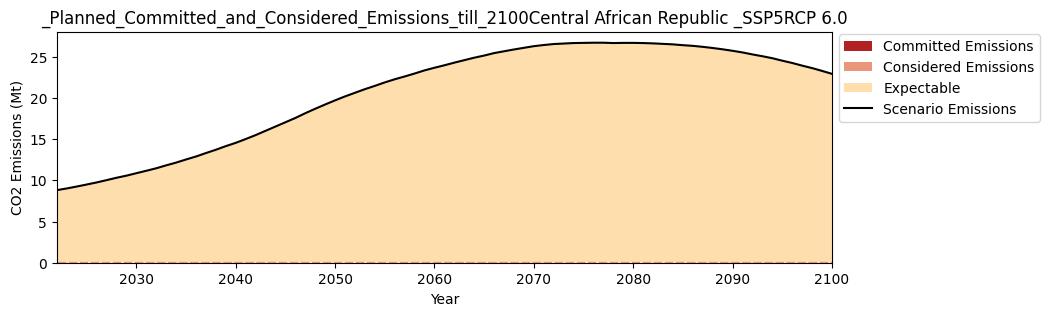 _Planned_Committed_and_Considered_Emissions_till_2100Central African Republic _SSP5RCP 6.0
Committed Emissions
Considered Emissions
Expectable
Scenario Emissions
CO2 Emissions (Mt)
25
20
15
10
5
0
2030
2040
2050
2060
2070
2080
2090
2100
Year